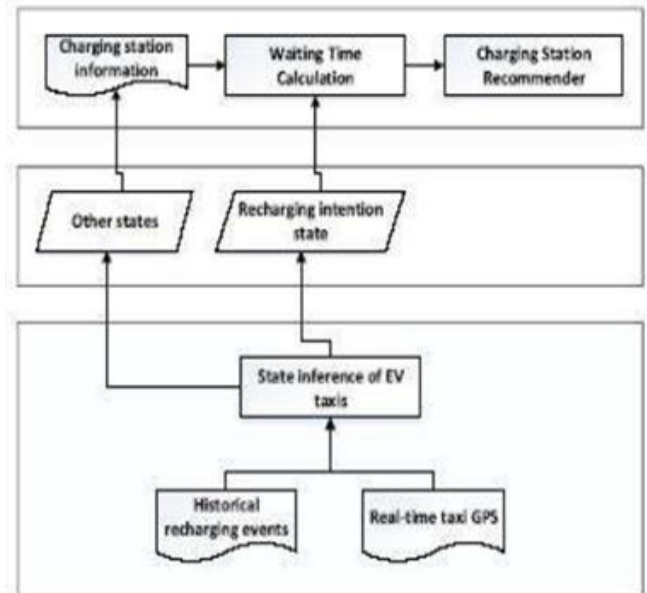 Charging station
information
Waiting Time
Calculation
Charging Station
Recommender
Other states
Recharging intention
state
State inference of EV
taxis
Historical
recharging events
Real-time taxi GPS